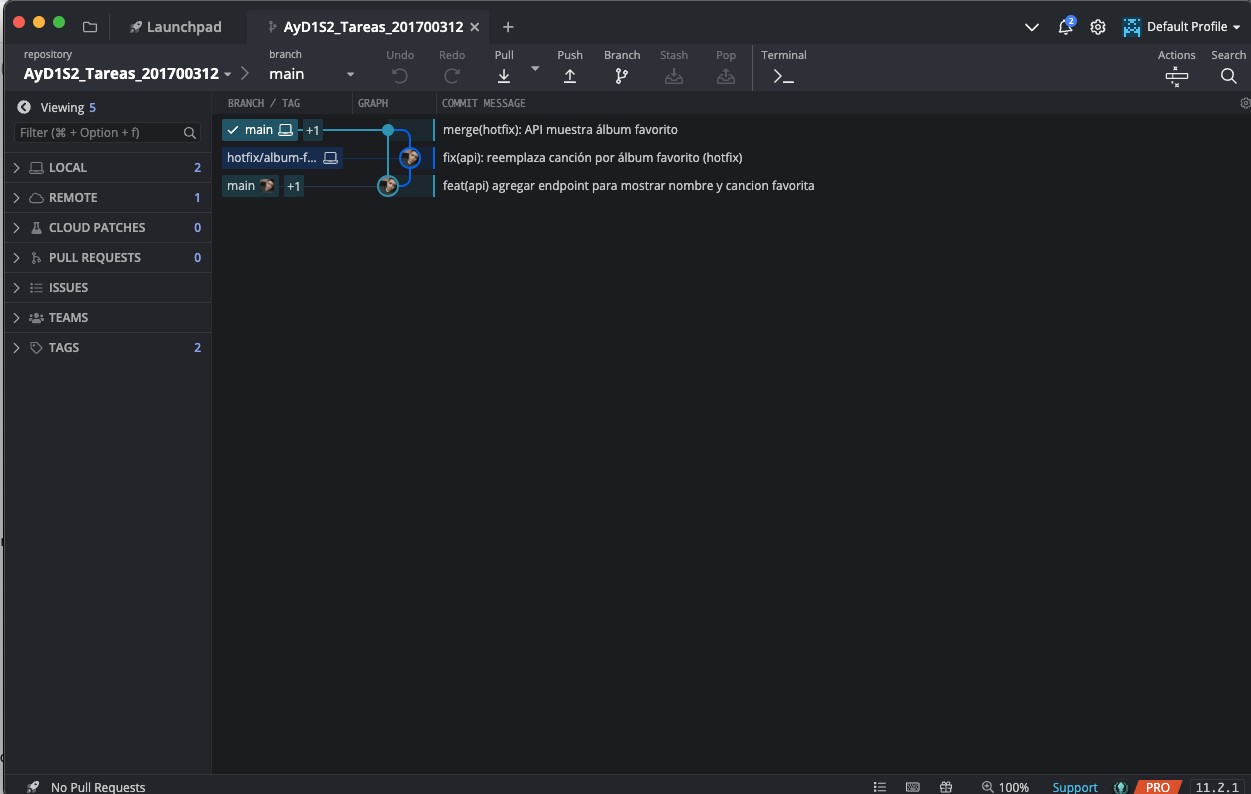 Launchpad
AyD1S2_Tareas_201700312
2
Default Profile
repository
branch
Undo
Redo
Pull
Push
Branch
Stash
Pop
Terminal
Actions
Search
AyD1S2_Tareas_201700312
main
Viewing 5
BRANCH / TAG
GRAPH
COMMIT MESSAGE
Filter (⌘ + Option + f)
main +1
merge(hotfix): API muestra álbum favorito
hotfix/album-f...
fix(api): reemplaza canción por álbum favorito (hotfix)
main +1
feat(api) agregar endpoint para mostrar nombre y cancion favorita
LOCAL 2
REMOTE 1
CLOUD PATCHES 0
PULL REQUESTS 0
ISSUES
TEAMS
TAGS 2
No Pull Requests
100%
Support
PRO
11.2.1